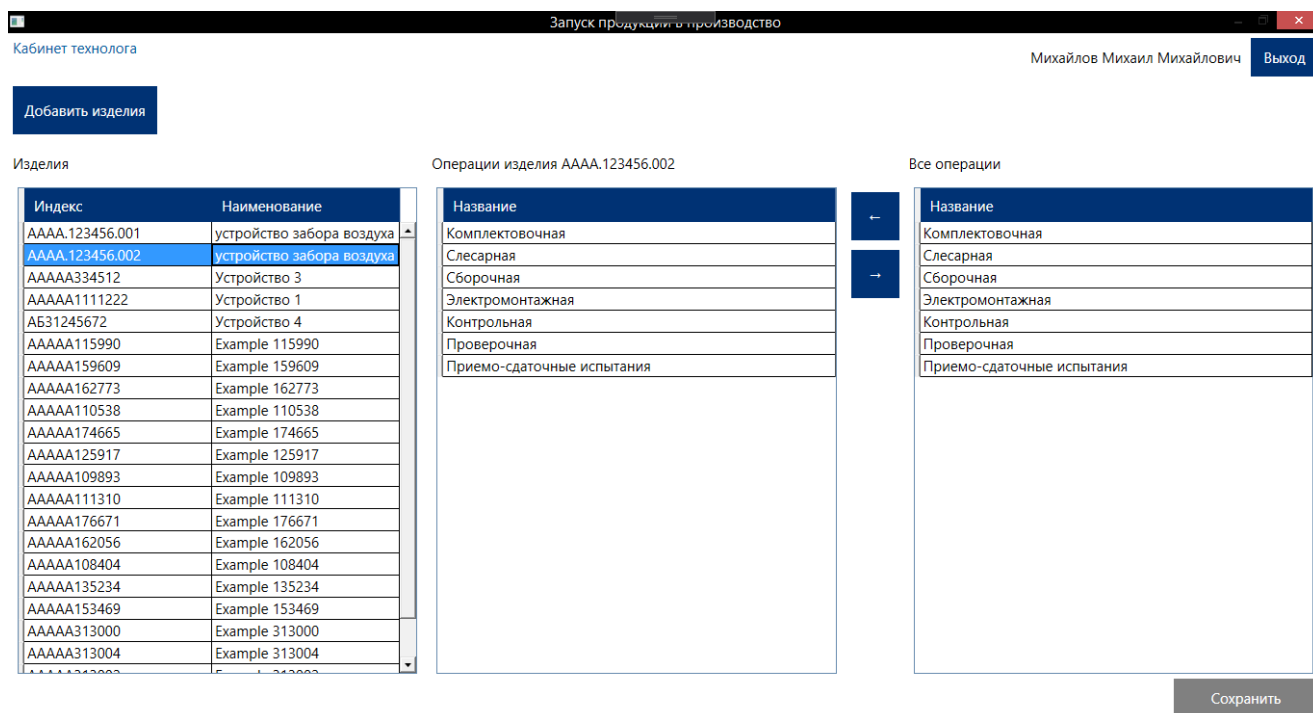 Запуск продукции в производство
Кабинет технолога
Михайлов Михаил Михайлович Выход
Добавить изделия
Изделия Операции изделия АААА.123456.002 Все операции
Индекс Наименование Название ← Название
АААА.123456.001 устройство забора воздуха Комплектовочная Комплектовочная
АААА.123456.002 устройство забора воздуха Слесарная Слесарная
ААААА334512 Устройство 3 Сборочная → Сборочная
ААААА1111222 Устройство 1 Электромонтажная Электромонтажная
АБ31245672 Устройство 4 Контрольная Контрольная
ААААА115990 Example 115990 Проверочная Проверочная
ААААА159609 Example 159609 Приемо-сдаточные испытания Приемо-сдаточные испытания
ААААА162773 Example 162773
ААААА110538 Example 110538
ААААА174665 Example 174665
ААААА125917 Example 125917
ААААА109893 Example 109893
ААААА111310 Example 111310
ААААА176671 Example 176671
ААААА162056 Example 162056
ААААА108404 Example 108404
ААААА135234 Example 135234
ААААА153469 Example 153469
ААААА313000 Example 313000
ААААА313004 Example 313004
Сохранить